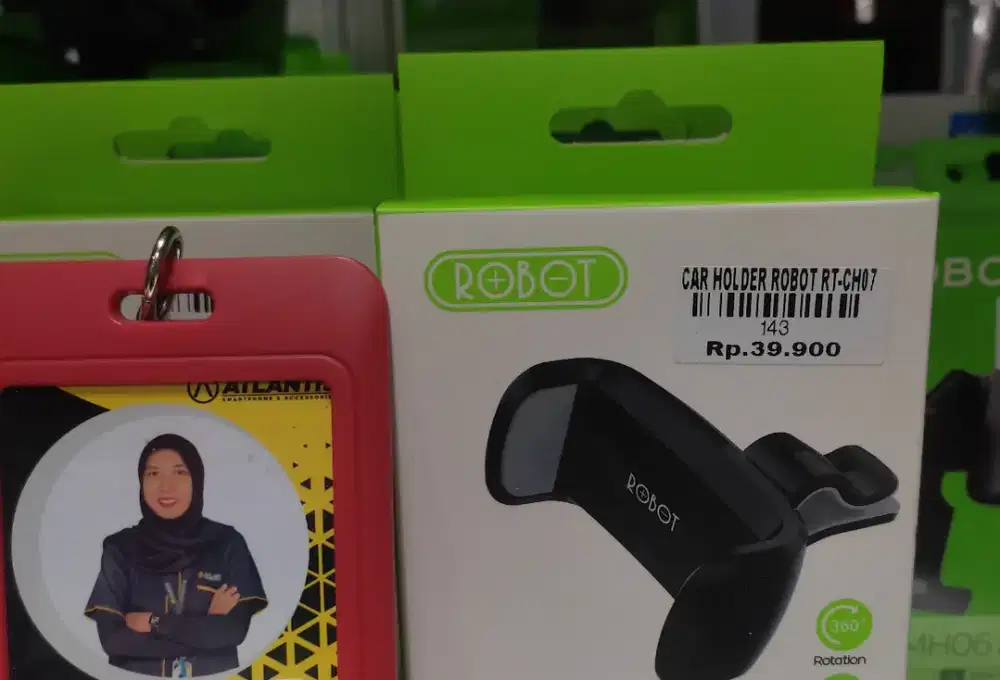 ATLANTIS
SMARTPHONE & ACCESSORIES
ROBOT
CAR HOLDER ROBOT RT-CH07
143
Rp.39.900
ROBOT
360°
Rotation